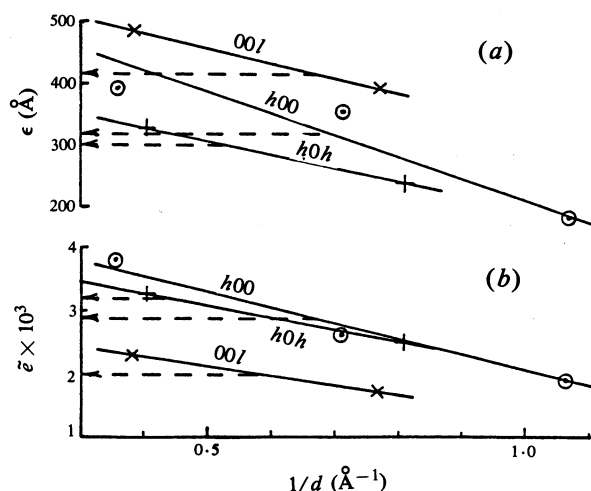 500
400
300
200
ϵ (Å)
(a)
00l
h00
h0h
4
3
2
1
ẽ × 10³
(b)
h00
h0h
00l
0·5
1·0
1/d (Å⁻¹)